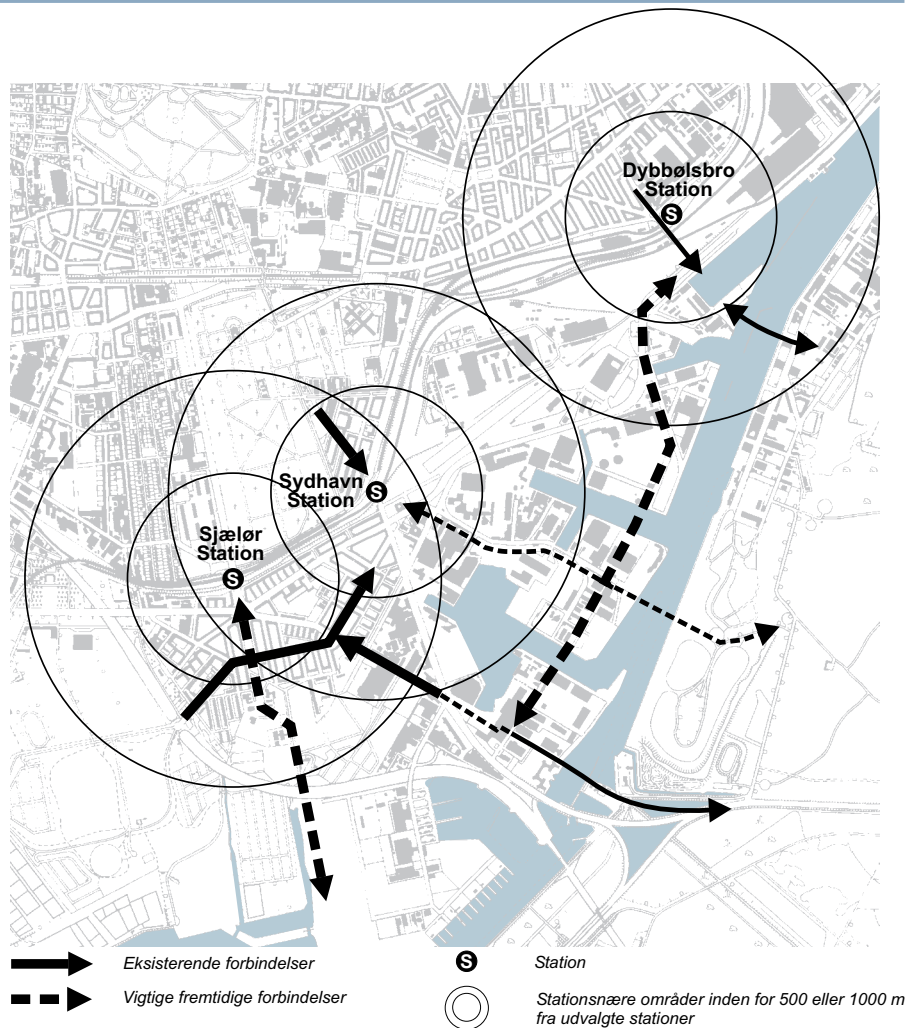 Dybbølsbro
Station
S
Sydhavn
Station
S
Sjælør
Station
S
Eksisterende forbindelser
S
Station
Vigtige fremtidige forbindelser
Stationsnære områder inden for 500 eller 1000 m
fra udvalgte stationer